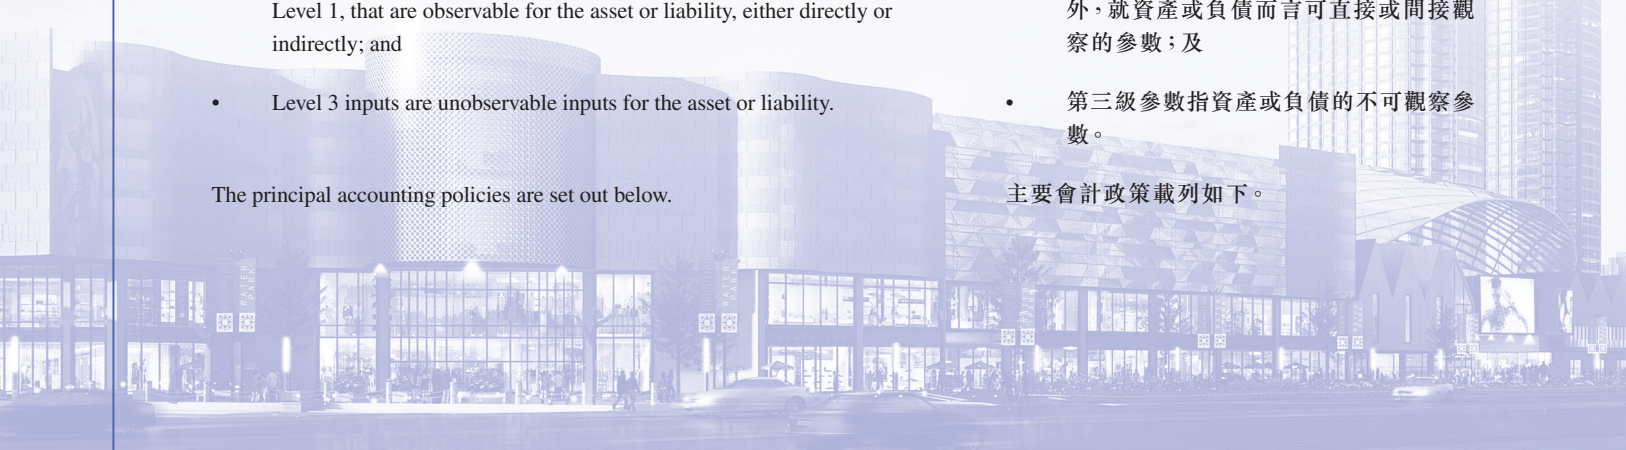 Level 1, that are observable for the asset or liability, either directly or
indirectly; and
• Level 3 inputs are unobservable inputs for the asset or liability.
The principal accounting policies are set out below.
外，就資產或負債而言可直接或間接觀
察的參數；及
• 第三級參數指資產或負債的不可觀察參
數。
主要會計政策載列如下。